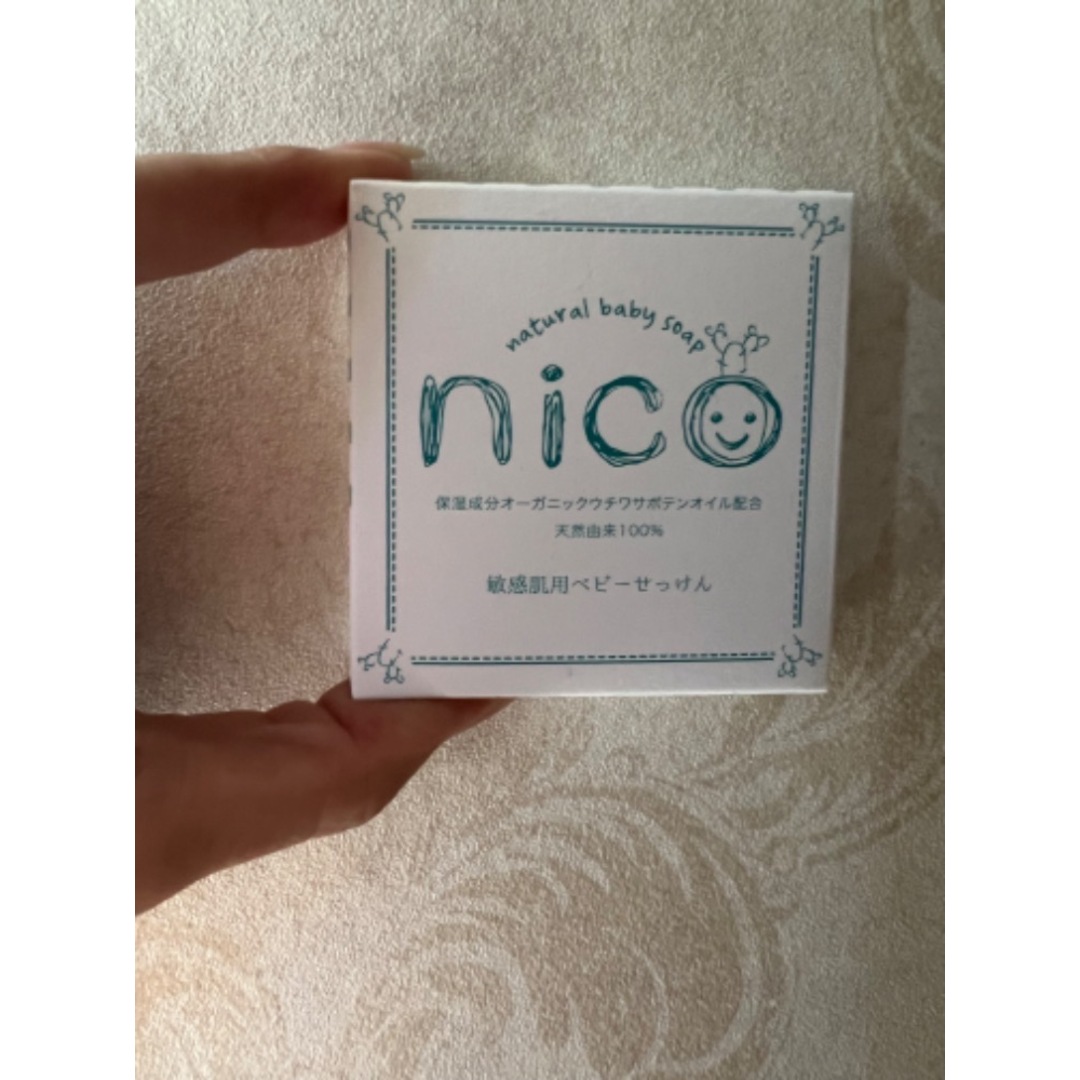 natural baby soap
nico
保湿成分オーガニックウチワサボテンオイル配合
天然由来100%
敏感肌用ベビーせっけん